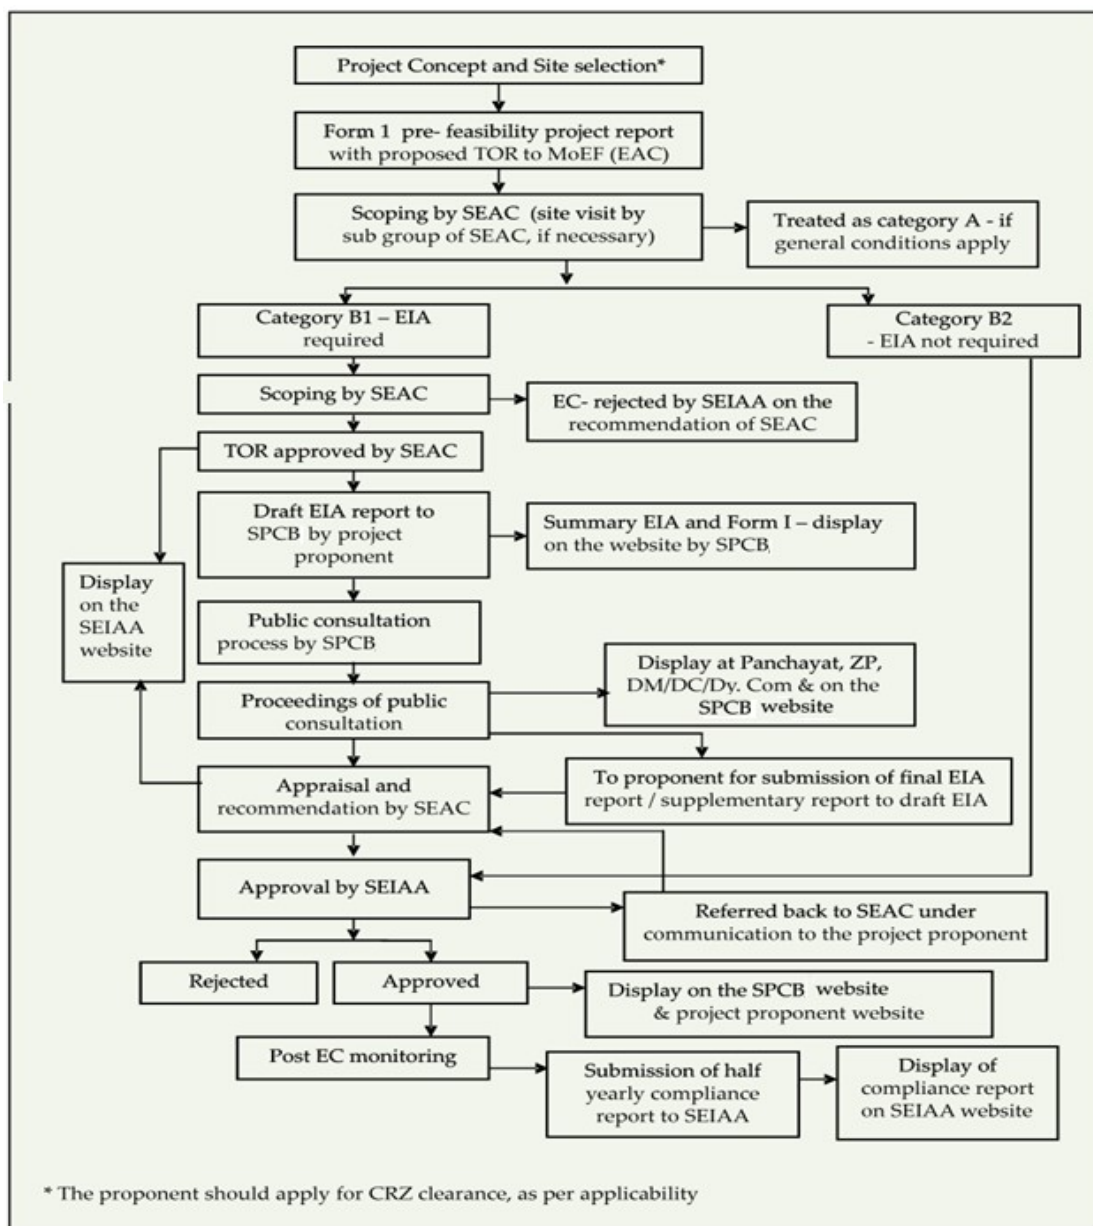 Project Concept and Site selection*
Form 1 pre- feasibility project report
with proposed TOR to MoEF (EAC)
Scoping by SEAC (site visit by
sub group of SEAC, if necessary)
Treated as category A - if
general conditions apply
Category B1 – EIA
required
Category B2
- EIA not required
Scoping by SEAC
EC- rejected by SEIAA on the
recommendation of SEAC
TOR approved by SEAC
Draft EIA report to
SPCB by project
proponent
Summary EIA and Form I – display
on the website by SPCB
Display
on the
SEIAA
website
Public consultation
process by SPCB
Display at Panchayat, ZP,
DM/DC/Dy. Com & on the
SPCB website
Proceedings of public
consultation
To proponent for submission of final EIA
report / supplementary report to draft EIA
Appraisal and
recommendation by SEAC
Approval by SEIAA
Referred back to SEAC under
communication to the project proponent
Rejected
Approved
Display on the SPCB website
& project proponent website
Post EC monitoring
Submission of half
yearly compliance
report to SEIAA
Display of
compliance report
on SEIAA website
* The proponent should apply for CRZ clearance, as per applicability